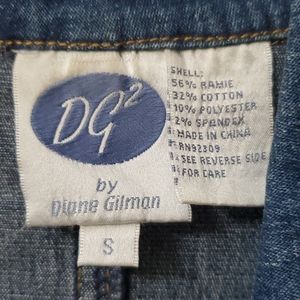 DG2
by
Diane Gilman
S
SHELL:
56% RAMIE
32% COTTON
10% POLYESTER
2% SPANDEX
MADE IN CHINA
RN92309
SEE REVERSE SIDE
FOR CARE